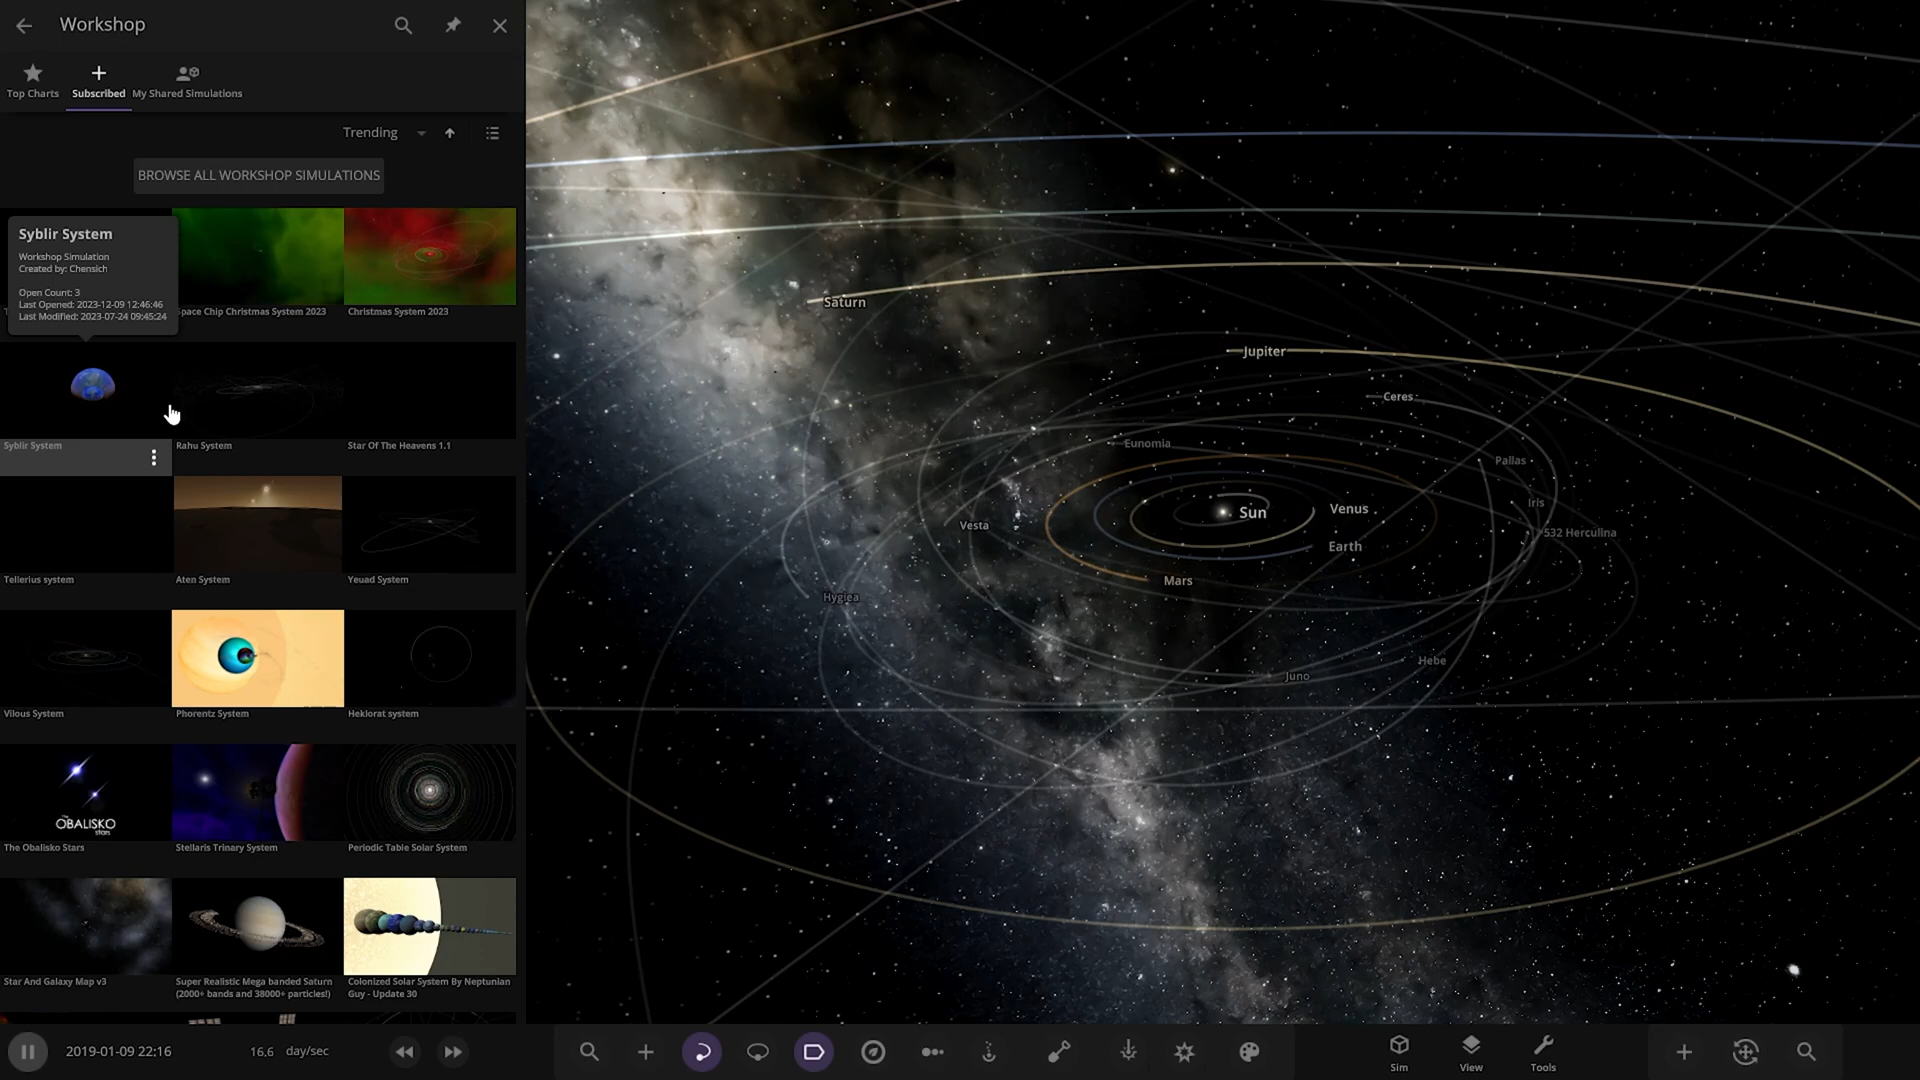 Workshop
Top Charts
Subscribed
My Shared Simulations
Trending
BROWSE ALL WORKSHOP SIMULATIONS
Syblir System
Workshop Simulation
Created by: Chensich
Open Count: 3
Last Opened: 2023-12-09 12:46:46
Last Modified: 2023-07-24 09:45:24
pace Chip Christmas System 2023
Christmas System 2023
Syblir System
Rahu System
Star Of The Heavens 1.1
Tellerius system
Aten System
Yeuad System
Vilous System
Phorentz System
Heklorat system
The
OBALISKO
stars
The Obalisko Stars
Stellaris Trinary System
Periodic Table Solar System
Star And Galaxy Map v3
Super Realistic Mega banded Saturn
(2000+ bands and 38000+ particles!)
Colonized Solar System By Neptunian
Guy - Update 30
Saturn
Jupiter
Ceres
Eunomia
Pallas
Iris
Sun
Venus
Vesta
532 Herculina
Earth
Mars
Hygiea
Hebe
Juno
2019-01-09 22:16
16,6 day/sec
Sim
View
Tools